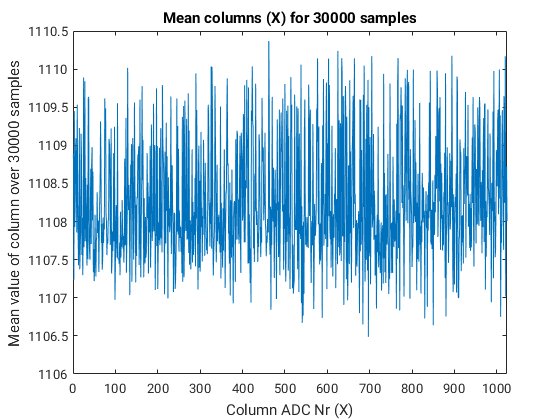 Mean columns (X) for 30000 samples
Mean value of column over 30000 samples
1110.5
1110
1109.5
1109
1108.5
1108
1107.5
1107
1106.5
1106
0 100 200 300 400 500 600 700 800 900 1000
Column ADC Nr (X)